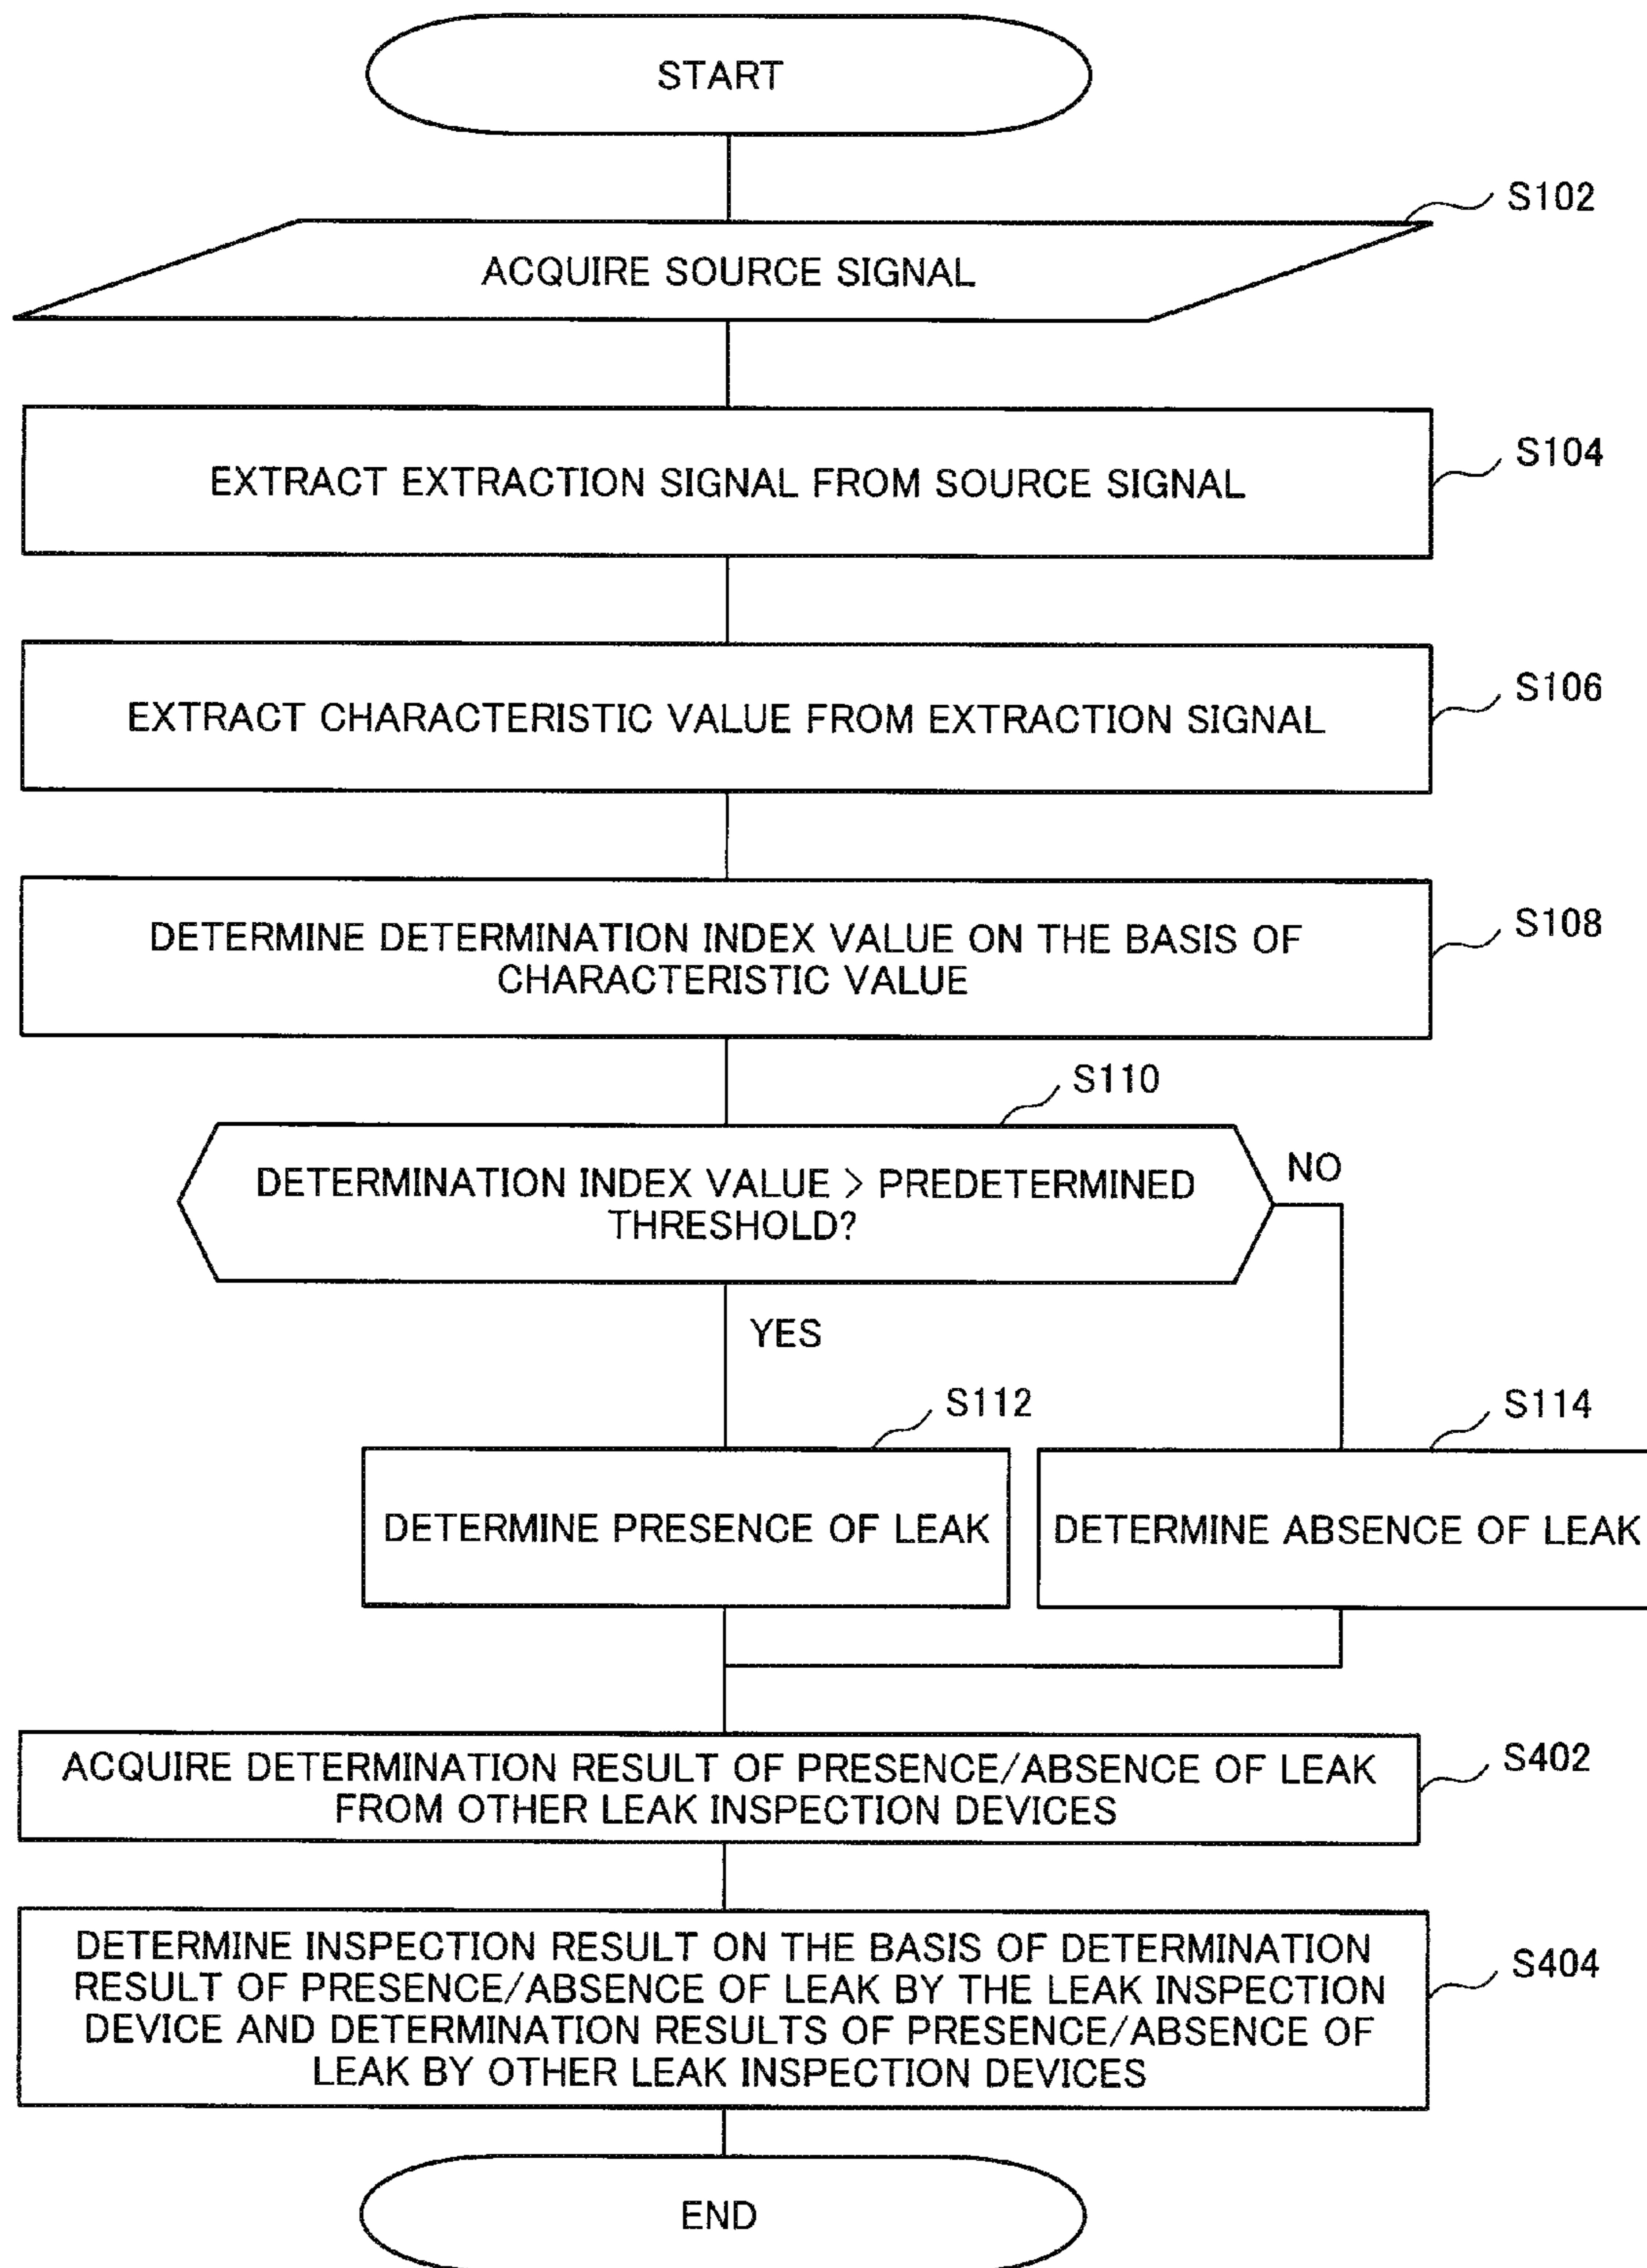 START
S102
ACQUIRE SOURCE SIGNAL
S104
EXTRACT EXTRACTION SIGNAL FROM SOURCE SIGNAL
S106
EXTRACT CHARACTERISTIC VALUE FROM EXTRACTION SIGNAL
S108
DETERMINE DETERMINATION INDEX VALUE ON THE BASIS OF
CHARACTERISTIC VALUE
S110
DETERMINATION INDEX VALUE > PREDETERMINED
THRESHOLD?
NO
YES
S112
S114
DETERMINE PRESENCE OF LEAK
DETERMINE ABSENCE OF LEAK
S402
ACQUIRE DETERMINATION RESULT OF PRESENCE/ABSENCE OF LEAK
FROM OTHER LEAK INSPECTION DEVICES
S404
DETERMINE INSPECTION RESULT ON THE BASIS OF DETERMINATION
RESULT OF PRESENCE/ABSENCE OF LEAK BY THE LEAK INSPECTION
DEVICE AND DETERMINATION RESULTS OF PRESENCE/ABSENCE OF
LEAK BY OTHER LEAK INSPECTION DEVICES
END